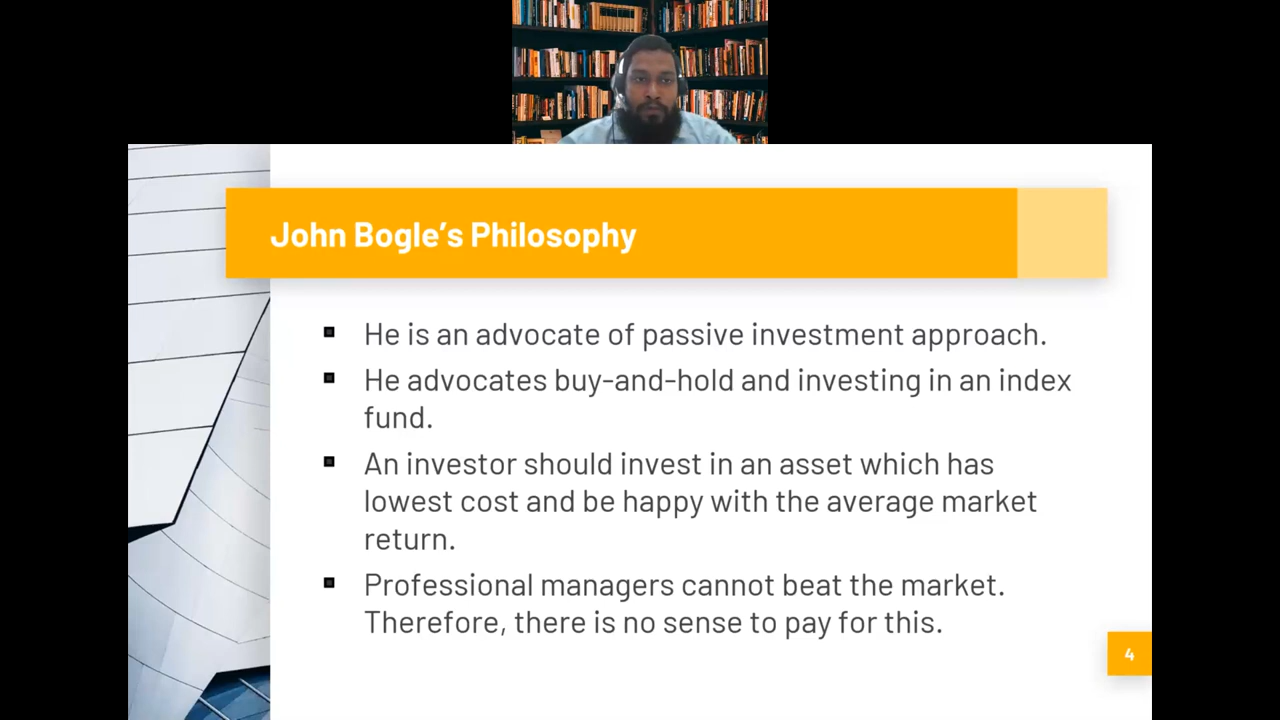 John Bogle’s Philosophy
He is an advocate of passive investment approach.
He advocates buy-and-hold and investing in an index
fund.
An investor should invest in an asset which has
lowest cost and be happy with the average market
return.
Professional managers cannot beat the market.
Therefore, there is no sense to pay for this.
4